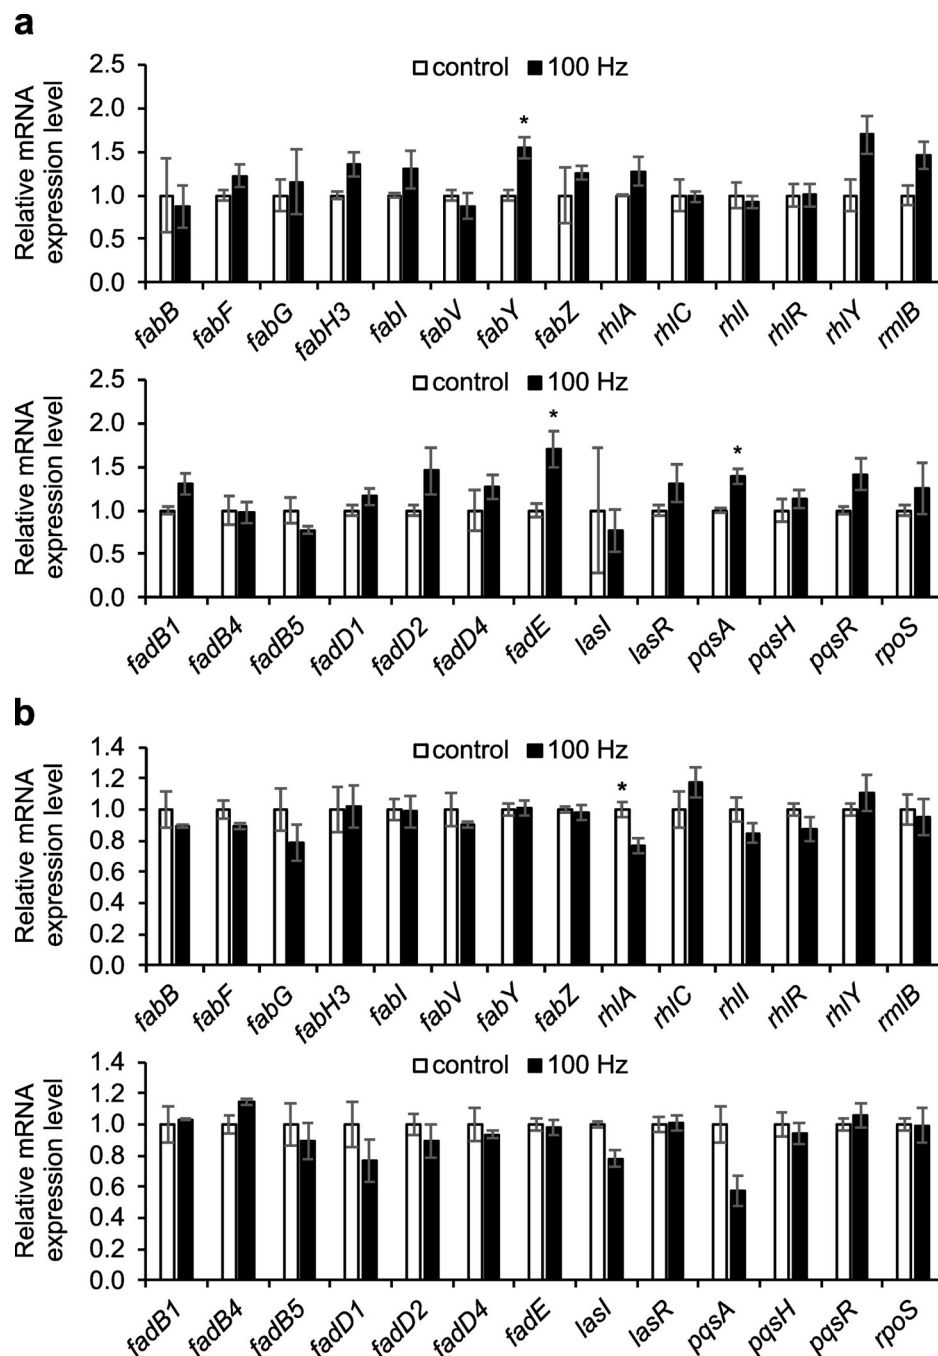 a
control 100 Hz
Relative mRNA
expression level
2.5
2.0
1.5
1.0
0.5
0.0
*
fabB fabF fabG fabH3 fabI fabV fabY fabZ rhlA rhlC rhlI rhlR rhlY rmlB
control 100 Hz
Relative mRNA
expression level
2.5
2.0
1.5
1.0
0.5
0.0
* *
fadB1 fadB4 fadB5 fadD1 fadD2 fadD4 fadE lasI lasR pqsA pqsH pqsR rpoS
b
control 100 Hz
Relative mRNA
expression level
1.4
1.2
1.0
0.8
0.6
0.4
0.2
0.0
*
fabB fabF fabG fabH3 fabI fabV fabY fabZ rhlA rhlC rhlI rhlR rhlY rmlB
control 100 Hz
Relative mRNA
expression level
1.4
1.2
1.0
0.8
0.6
0.4
0.2
0.0
fadB1 fadB4 fadB5 fadD1 fadD2 fadD4 fadE lasI lasR pqsA pqsH pqsR rpoS